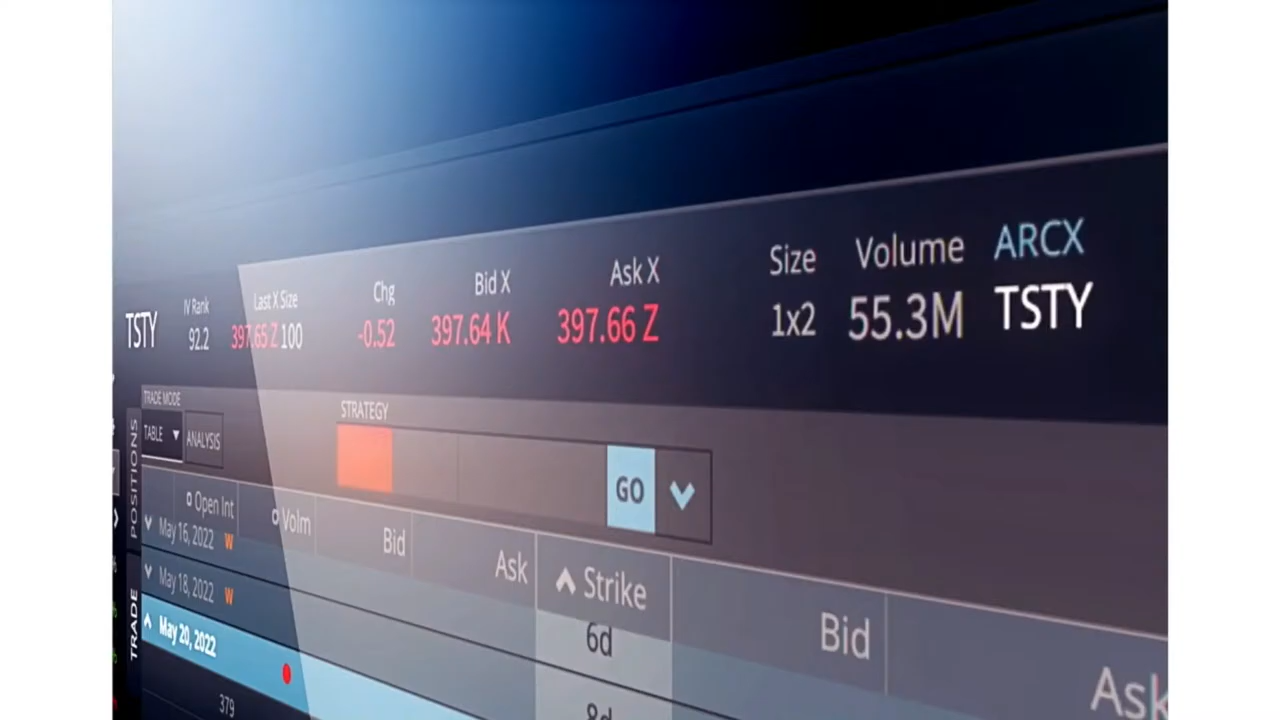 TSTY
IV Rank
92.2
Last X Size
397.65 Z 100
Chg
-0.52
Bid X
397.64 K
Ask X
397.66 Z
Size
1x2
Volume
55.3M
ARCX
TSTY
TRADE MODE
TABLE
ANALYSIS
STRATEGY
GO
POSITIONS
TRADE
Open Int
Volm
Bid
Ask
Strike
Bid
Ask
May 16, 2022 W
6d
May 18, 2022 W
8d
May 20, 2022
379